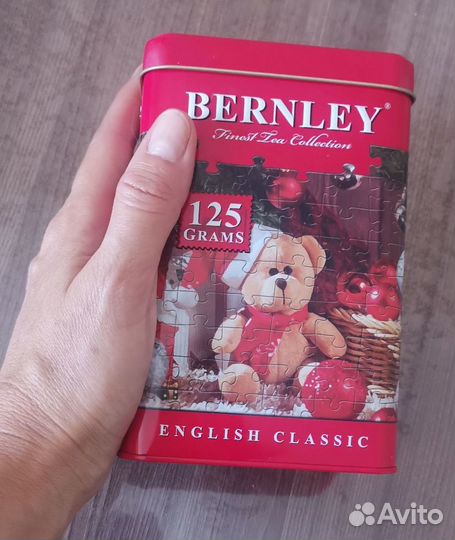 BERNLEY®
Finest Tea Collection
125
GRAMS
ENGLISH CLASSIC
Avito